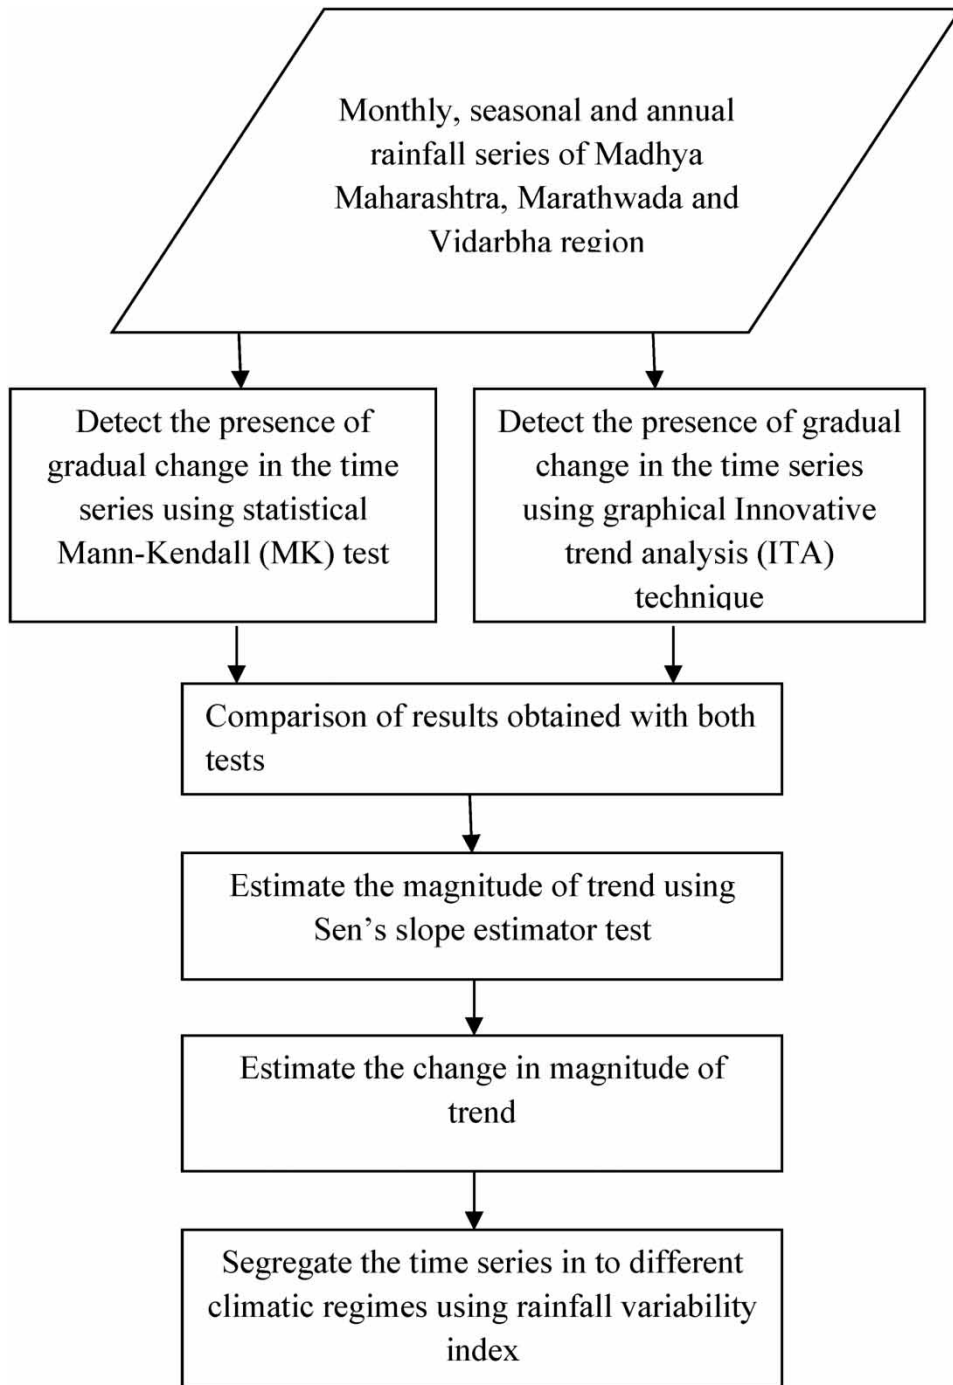 Monthly, seasonal and annual
rainfall series of Madhya
Maharashtra, Marathwada and
Vidarbha region
Detect the presence of
gradual change in the time
series using statistical
Mann-Kendall (MK) test
Detect the presence of gradual
change in the time series
using graphical Innovative
trend analysis (ITA)
technique
Comparison of results obtained with both
tests
Estimate the magnitude of trend using
Sen’s slope estimator test
Estimate the change in magnitude of
trend
Segregate the time series in to different
climatic regimes using rainfall variability
index